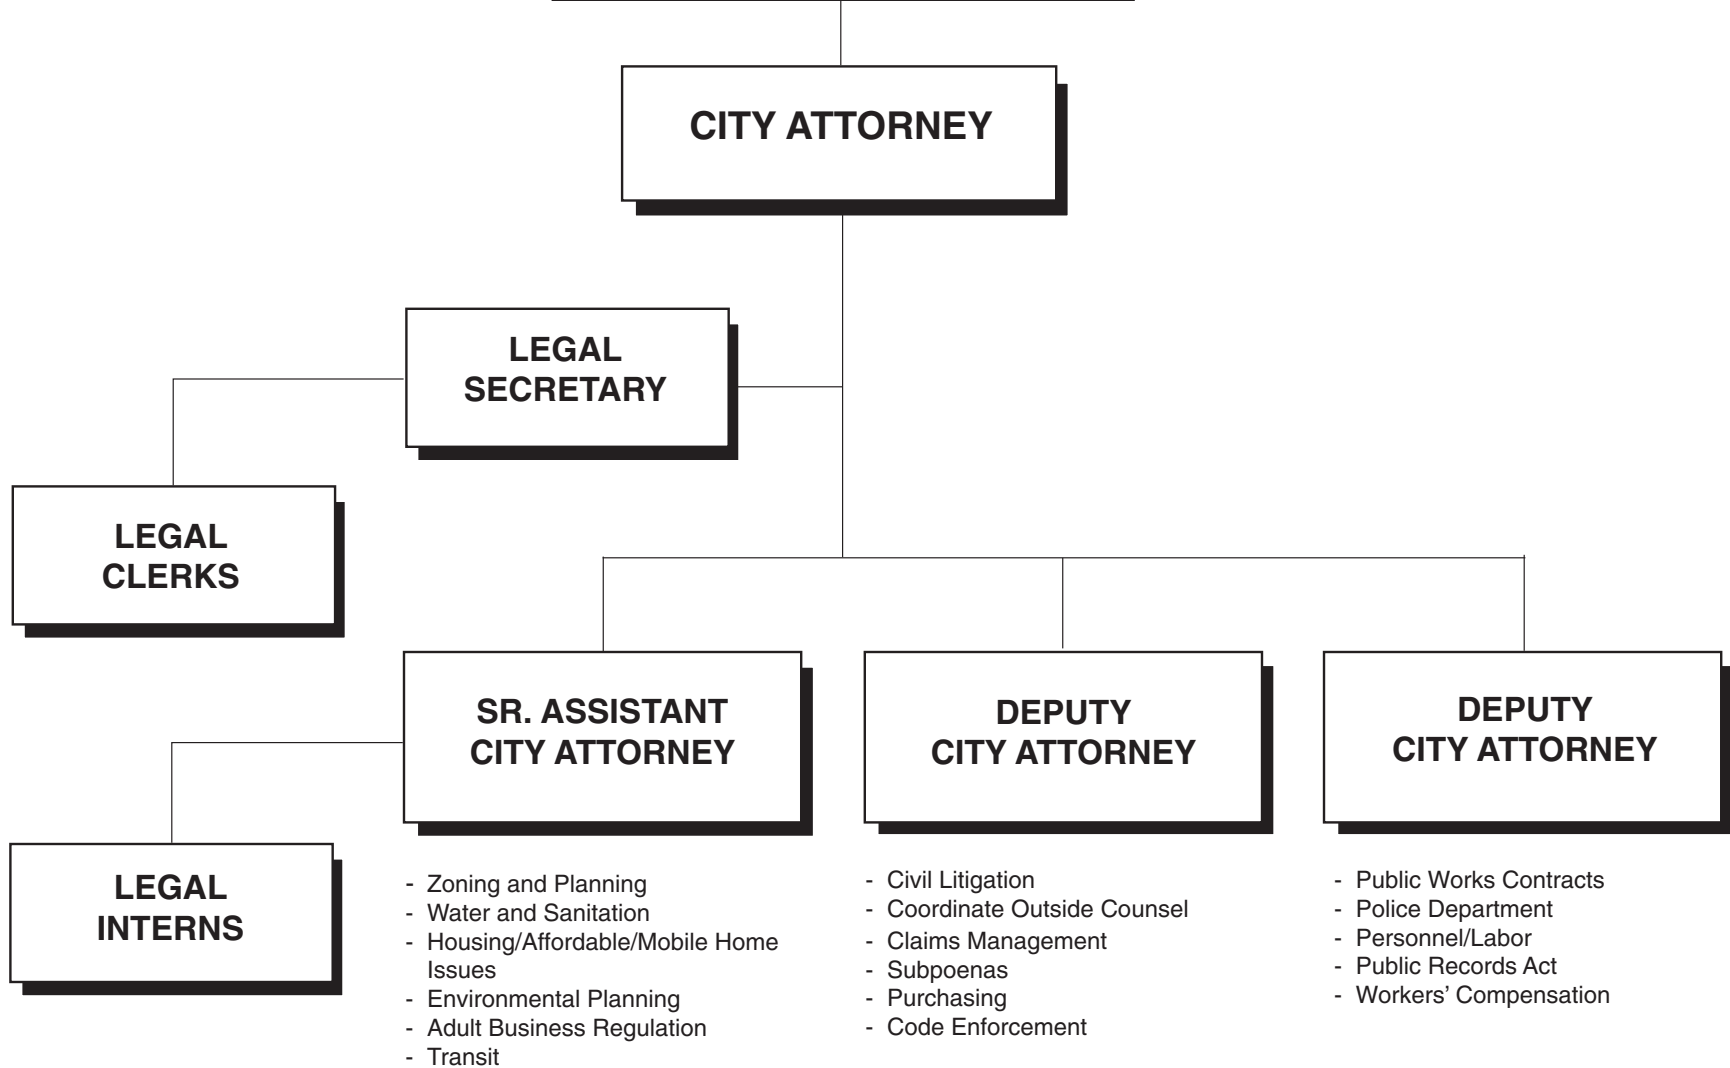 CITY ATTORNEY
LEGAL
SECRETARY
LEGAL
CLERKS
SR. ASSISTANT
CITY ATTORNEY
DEPUTY
CITY ATTORNEY
DEPUTY
CITY ATTORNEY
LEGAL
INTERNS
- Zoning and Planning
- Water and Sanitation
- Housing/Affordable/Mobile Home
Issues
- Environmental Planning
- Adult Business Regulation
- Transit
- Civil Litigation
- Coordinate Outside Counsel
- Claims Management
- Subpoenas
- Purchasing
- Code Enforcement
- Public Works Contracts
- Police Department
- Personnel/Labor
- Public Records Act
- Workers’ Compensation